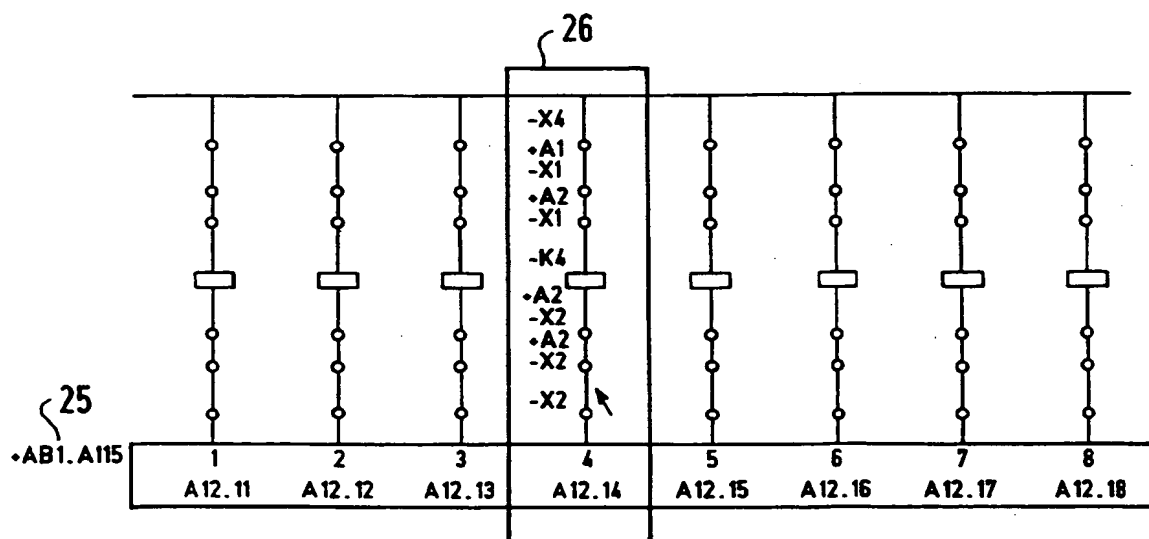 26
-X4
+A1
-X1
+A2
-X1
-K4
+A2
-X2
+A2
-X2
-X2
25
+AB1.A115
1 2 3 4 5 6 7 8
A12.11 A12.12 A12.13 A12.14 A12.15 A12.16 A12.17 A12.18